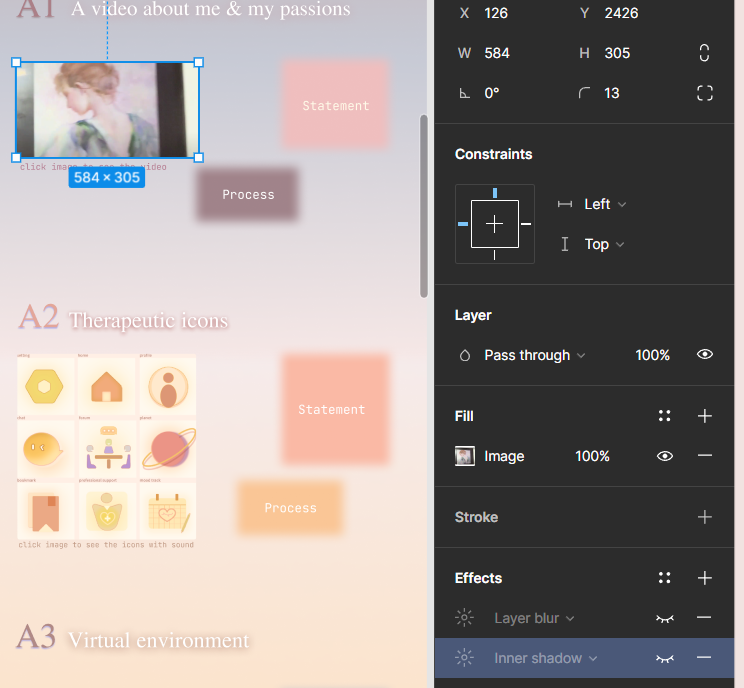 A1 A video about me & my passions
Statement
click image to see the video
584 × 305
Process
A2 Therapeutic icons
setting
home
profile
chat
forum
planet
bookmark
professional support
mood track
Statement
Process
click image to see the icons with sound
A3 Virtual environment
X 126 Y 2426
W 584 H 305
0° 13
Constraints
Left
Top
Layer
Pass through 100%
Fill
Image 100%
Stroke
Effects
Layer blur
Inner shadow